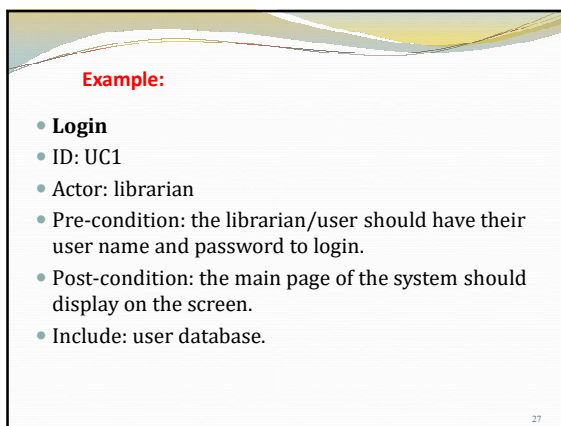 Example:
• Login
• ID: UC1
• Actor: librarian
• Pre-condition: the librarian/user should have their
user name and password to login.
• Post-condition: the main page of the system should
display on the screen.
• Include: user database.
27